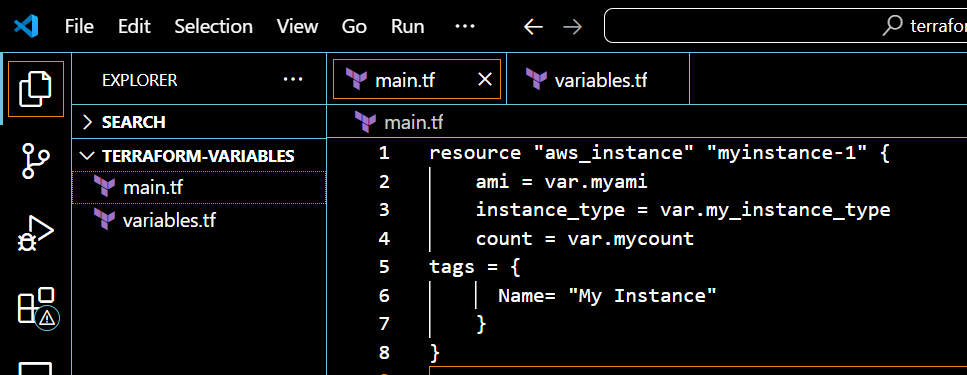 File Edit Selection View Go Run ···
terrafor
EXPLORER ···
SEARCH
TERRAFORM-VARIABLES
main.tf
variables.tf
main.tf
variables.tf
main.tf
1 resource "aws_instance" "myinstance-1" {
2 ami = var.myami
3 instance_type = var.my_instance_type
4 count = var.mycount
5 tags = {
6 Name= "My Instance"
7 }
8 }